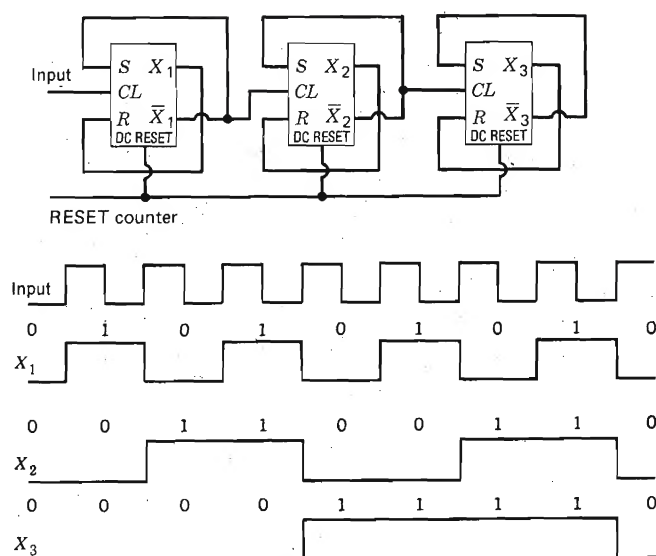 Input
S X₁ S X₂ S X₃
CL CL CL
R X̅₁ R X̅₂ R X̅₃
DC RESET DC RESET DC RESET
RESET counter
Input
0 1 0 1 0 1 0 1 0
X₁
0 0 1 1 0 0 1 1 0
X₂
0 0 0 0 1 1 1 1 0
X₃